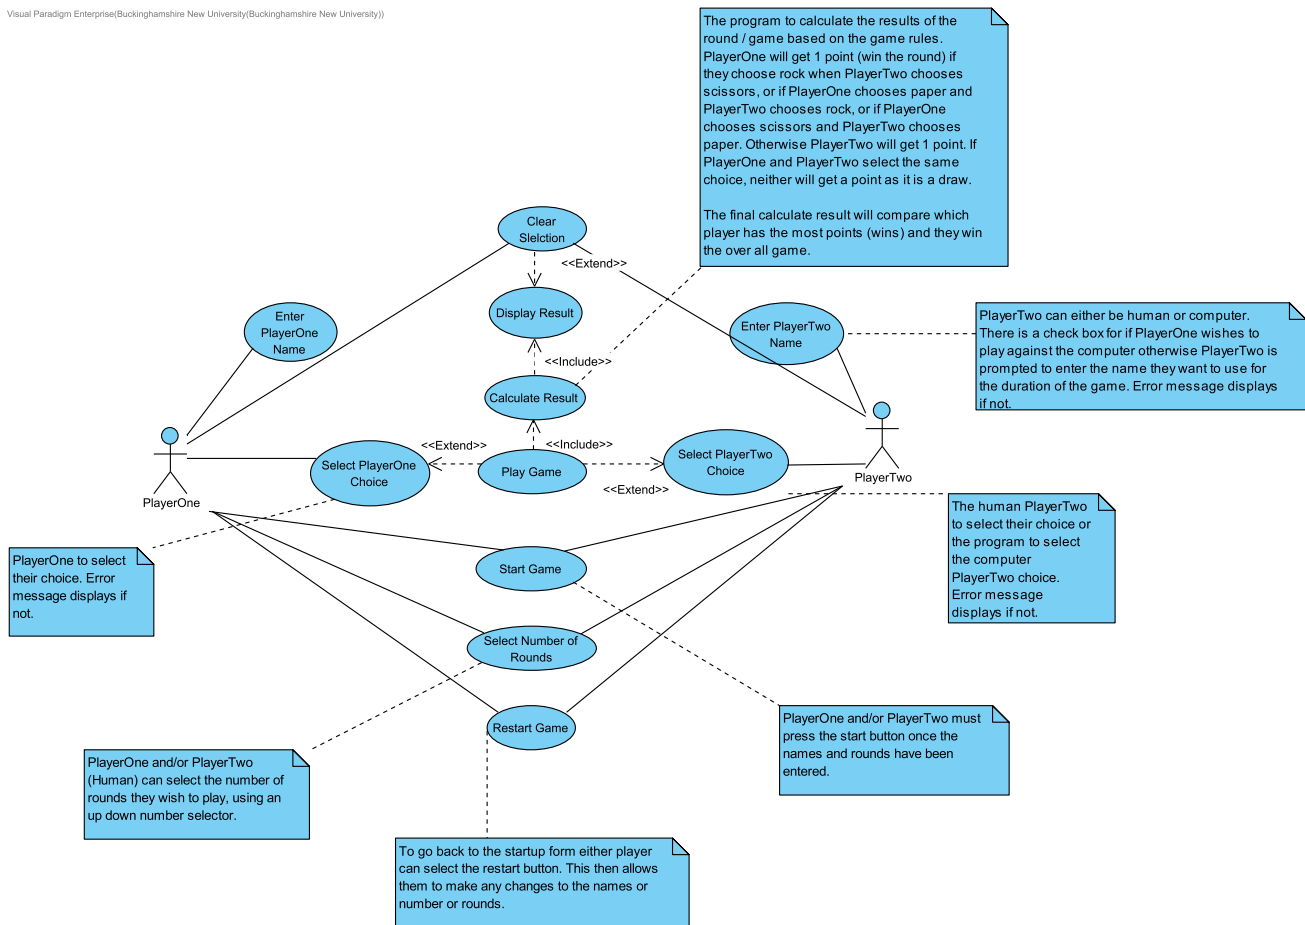 Visual Paradigm Enterprise(Buckinghamshire New University(Buckinghamshire New University))
The program to calculate the results of the
round / game based on the game rules.
PlayerOne will get 1 point (win the round) if
they choose rock when PlayerTwo chooses
scissors, or if PlayerOne chooses paper and
PlayerTwo chooses rock, or if PlayerOne
chooses scissors and PlayerTwo chooses
paper. Otherwise PlayerTwo will get 1 point. If
PlayerOne and PlayerTwo select the same
choice, neither will get a point as it is a draw.
The final calculate result will compare which
player has the most points (wins) and they win
the over all game.
Clear
Slelction
<<Extend>>
Display Result
Enter
PlayerOne
Name
Enter PlayerTwo
Name
PlayerTwo can either be human or computer.
There is a check box for if PlayerOne wishes to
play against the computer otherwise PlayerTwo is
prompted to enter the name they want to use for
the duration of the game. Error message displays
if not.
<<Include>>
Calculate Result
<<Extend>>
<<Include>>
Select PlayerOne
Choice
Play Game
Select PlayerTwo
Choice
<<Extend>>
PlayerOne
PlayerTwo
The human PlayerTwo
to select their choice or
the program to select
the computer
PlayerTwo choice.
Error message
displays if not.
PlayerOne to select
their choice. Error
message displays if
not.
Start Game
Select Number of
Rounds
Restart Game
PlayerOne and/or PlayerTwo must
press the start button once the
names and rounds have been
entered.
PlayerOne and/or PlayerTwo
(Human) can select the number of
rounds they wish to play, using an
up down number selector.
To go back to the startup form either player
can select the restart button. This then allows
them to make any changes to the names or
number or rounds.